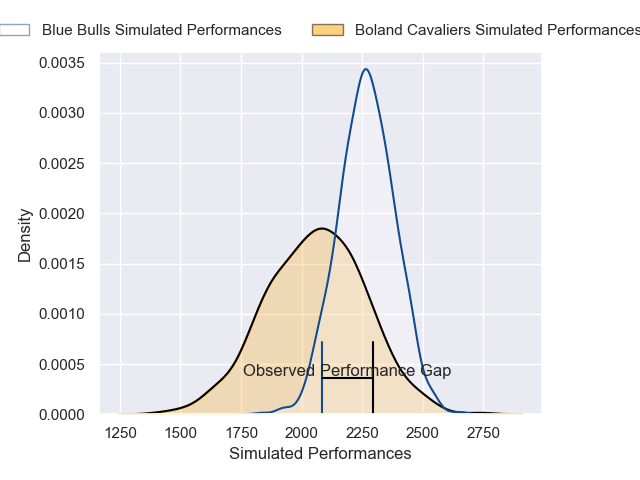 Blue Bulls Simulated Performances
Boland Cavaliers Simulated Performances
0.0035
0.0030
0.0025
0.0020
0.0015
0.0010
0.0005
0.0000
Density
Observed Performance Gap
1250 1500 1750 2000 2250 2500 2750
Simulated Performances